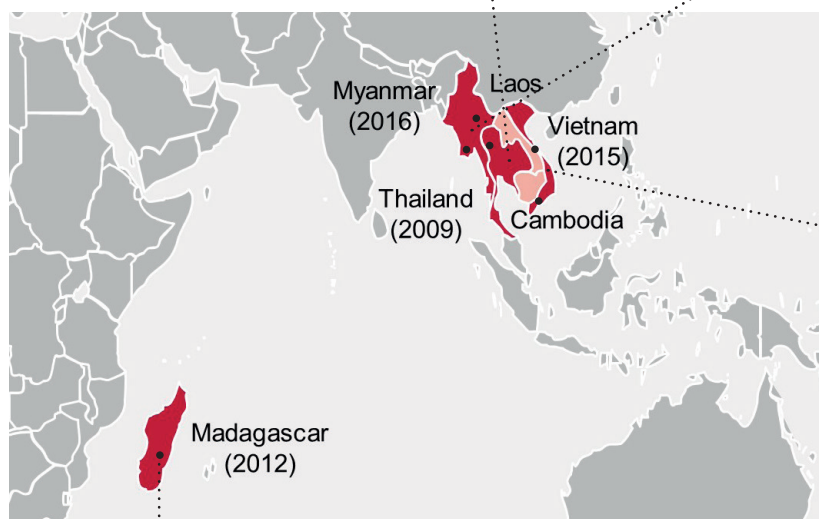 Laos
Myanmar
(2016)
Vietnam
(2015)
Thailand
(2009)
Cambodia
Madagascar
(2012)